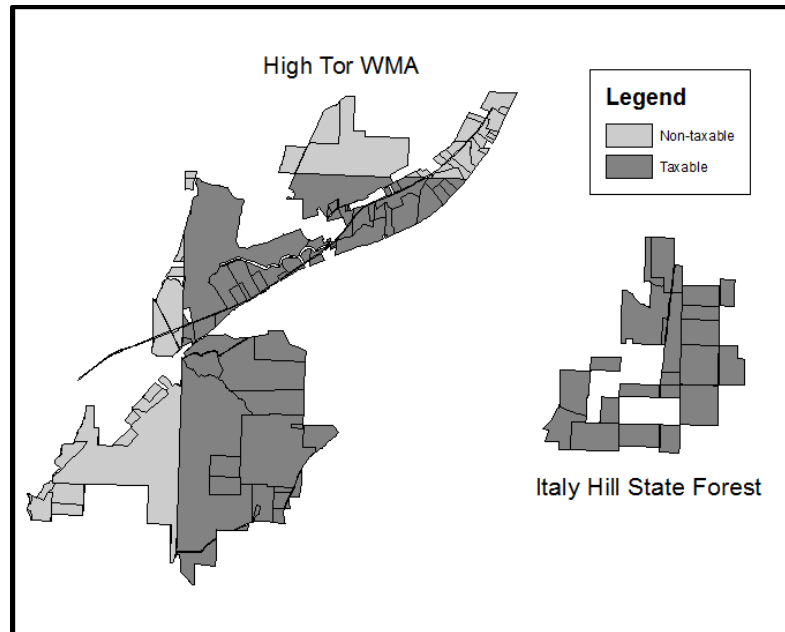 High Tor WMA
Legend
Non-taxable
Taxable
Italy Hill State Forest